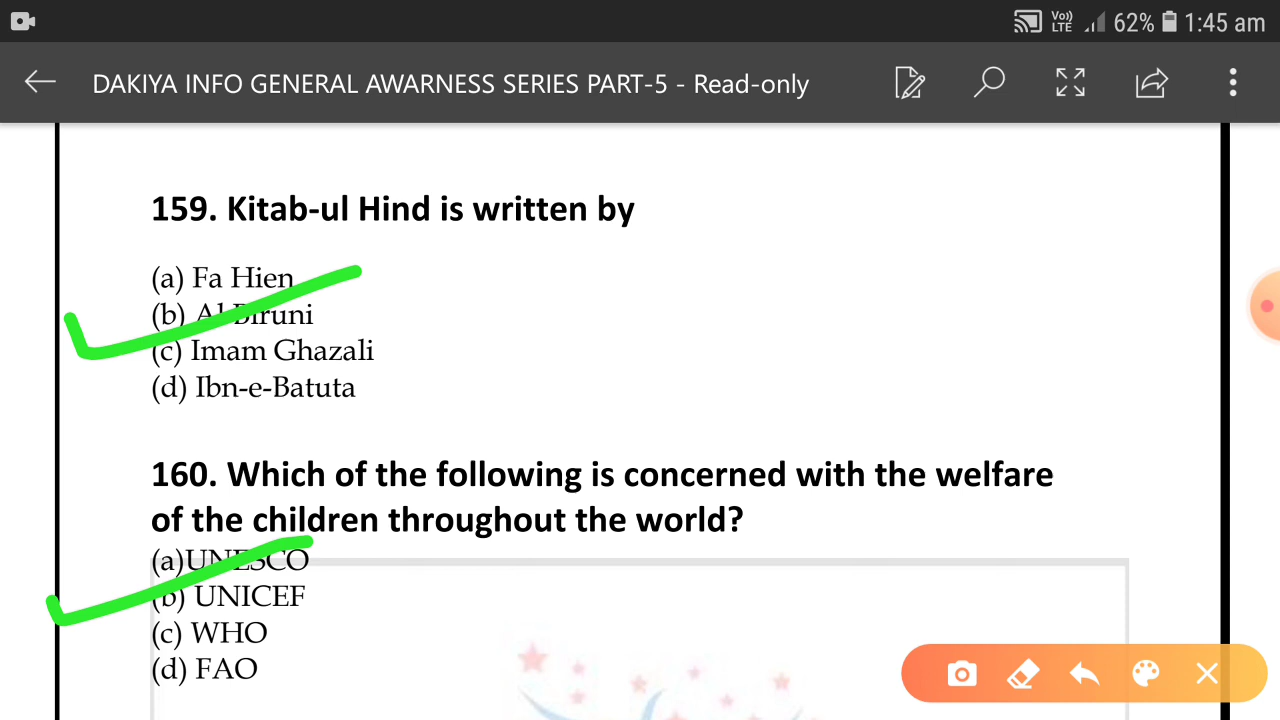 Vo)) LTE 62% 1:45 am
DAKIYA INFO GENERAL AWARNESS SERIES PART-5 - Read-only
159. Kitab-ul Hind is written by
(a) Fa Hien
(b) Al Biruni
(c) Imam Ghazali
(d) Ibn-e-Batuta
160. Which of the following is concerned with the welfare
of the children throughout the world?
(a)UNESCO
(b) UNICEF
(c) WHO
(d) FAO